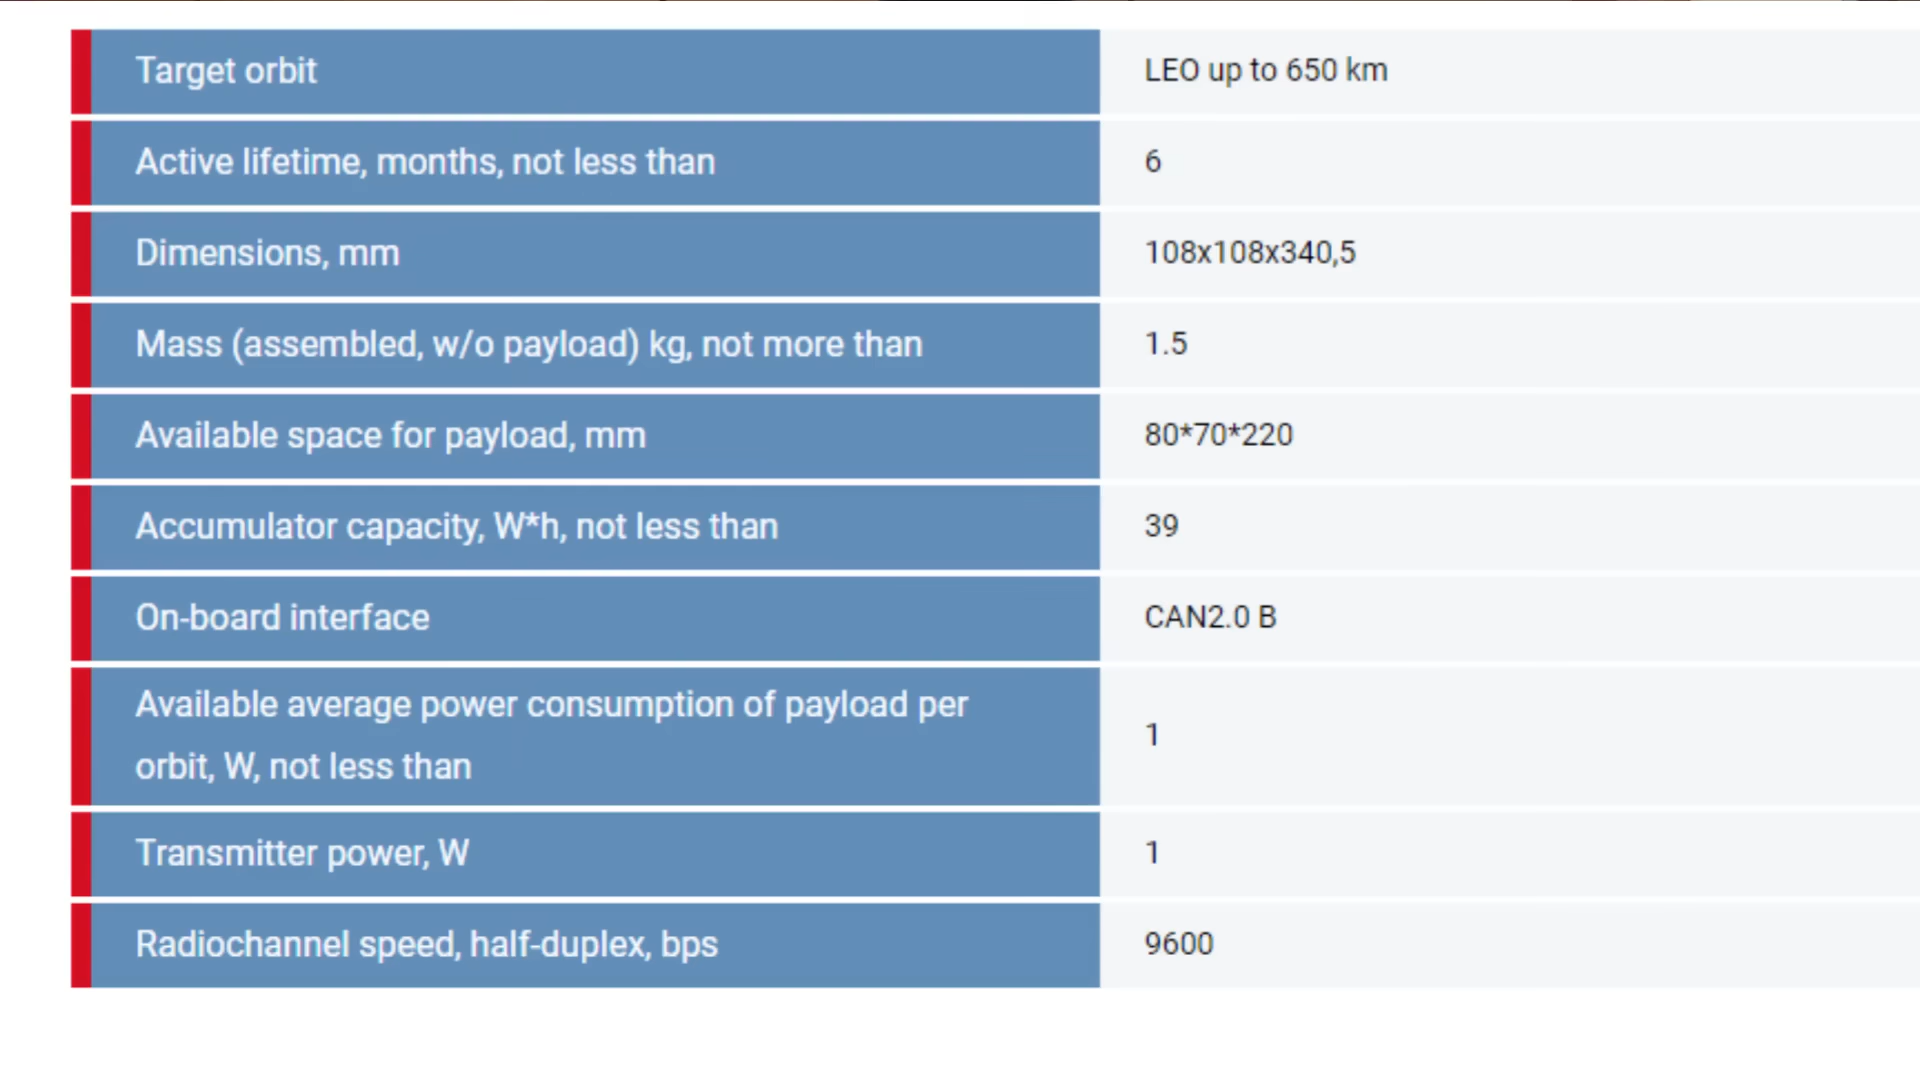 Target orbit
LEO up to 650 km
Active lifetime, months, not less than
6
Dimensions, mm
108x108x340,5
Mass (assembled, w/o payload) kg, not more than
1.5
Available space for payload, mm
80*70*220
Accumulator capacity, W*h, not less than
39
On-board interface
CAN2.0 B
Available average power consumption of payload per
orbit, W, not less than
1
Transmitter power, W
1
Radiochannel speed, half-duplex, bps
9600